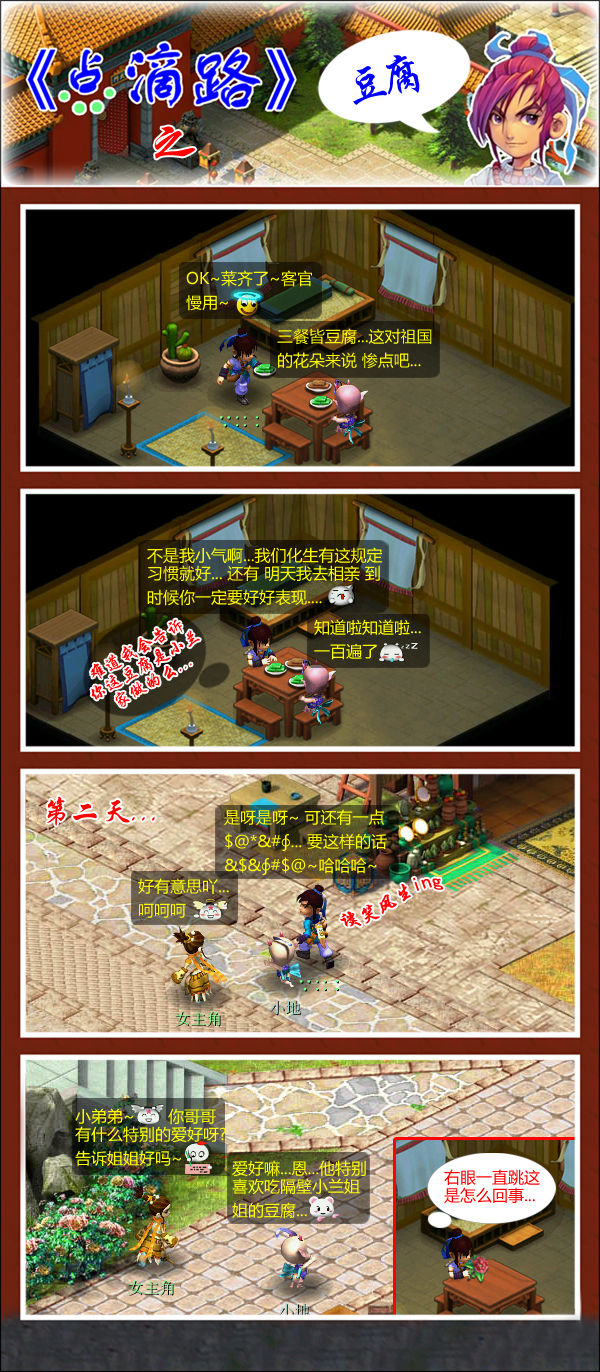 《点滴路》
之
豆腐
OK~菜齐了~客官
慢用~
三餐皆豆腐...这对祖国
的花朵来说 惨点吧...
不是我小气啊...我们化生有这规定
习惯就好... 还有 明天我去相亲 到
时候你一定要好好表现....
知道啦知道啦...
一百遍了
zzZ
难道我会告诉
你这豆腐是小兰
家做的么...
第二天...
是呀是呀~ 可还有一点
$@*&#∮... 要这样的话
&$&∮#$@~哈哈哈~
好有意思吖...
呵呵呵
谈笑风生ing
女主角
小地
小弟弟~ 你哥哥
有什么特别的爱好呀?
告诉姐姐好吗~
爱好嘛...恩...他特别
喜欢吃隔壁小兰姐
姐的豆腐...
右眼一直跳这
是怎么回事...
女主角
小地